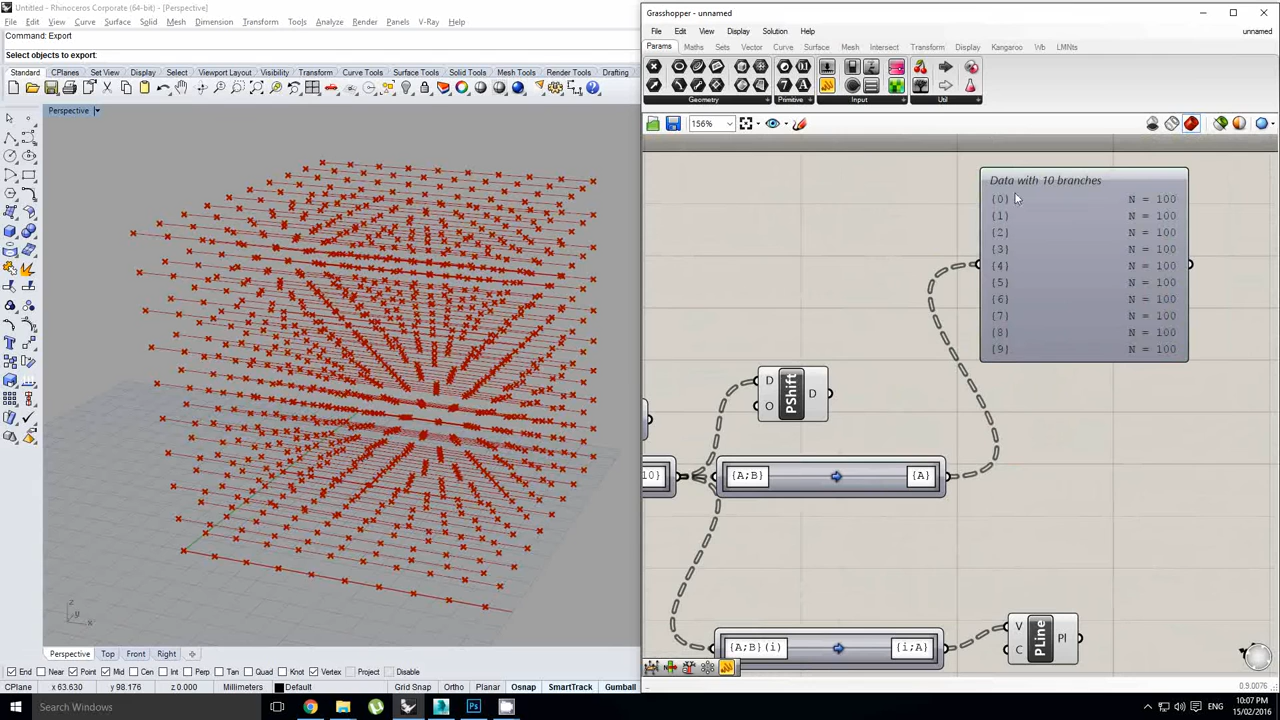 Untitled - Rhinoceros Corporate (64-bit) - [Perspective]
File Edit View Curve Surface Solid Mesh Dimension Transform Tools Analyze Render Panels V-Ray Window Help
Command: Export
Select objects to export:
Standard CPlanes Set View Display Select Viewport Layout Visibility Transform Curve Tools Surface Tools Solid Tools Mesh Tools Render Tools Drafting
Perspective
z
y
x
Perspective Top Front Right
End Near Point Mid Cen Int Perp Tan Quad Knot Vertex Project Disable
CPlane x 63.630 y 98.176 z 0.000 Millimeters Default Grid Snap Ortho Planar Osnap SmartTrack Gumball
Grasshopper - unnamed
File Edit View Display Solution Help
unnamed
Params Maths Sets Vector Curve Surface Mesh Intersect Transform Display Kangaroo Wb LMNts
Geometry Primitive Input Util
156%
Data with 10 branches
{0} N = 100
{1} N = 100
{2} N = 100
{3} N = 100
{4} N = 100
{5} N = 100
{6} N = 100
{7} N = 100
{8} N = 100
{9} N = 100
D
O
PShift
D
10}
{A;B}
{A}
{A;B}(i)
{i;A}
V
C
PLine
Pl
0.9.0076
Search Windows
ENG
10:07 PM
15/02/2016